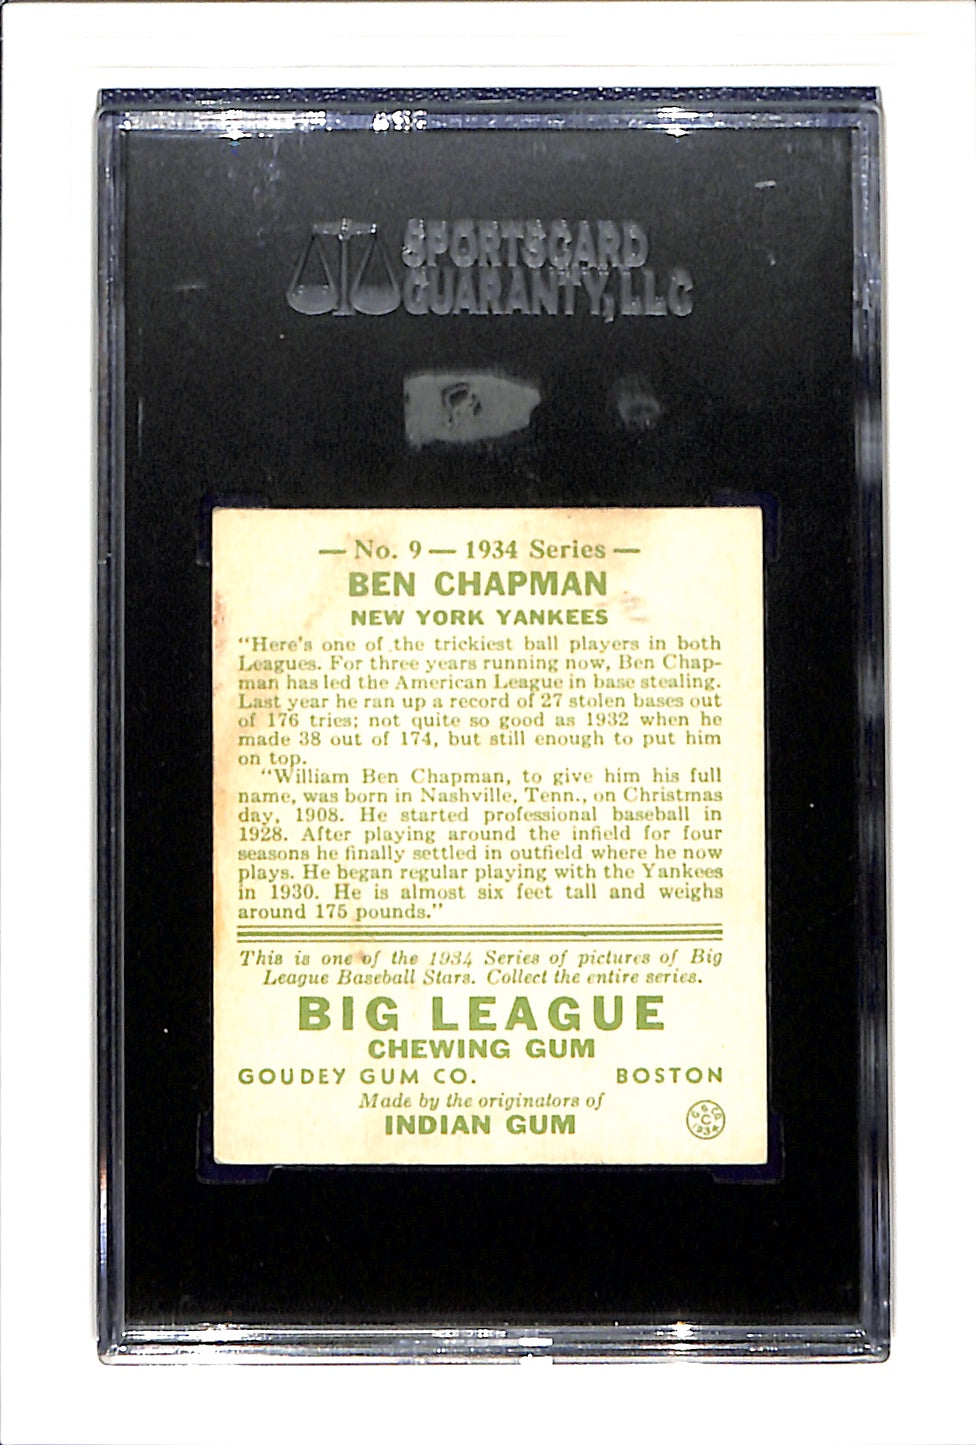 SPORTSCARD
GUARANTY, LLC
— No. 9 — 1934 Series —
BEN CHAPMAN
NEW YORK YANKEES
"Here's one of the trickiest ball players in both
Leagues. For three years running now, Ben Chap-
man has led the American League in base stealing.
Last year he ran up a record of 27 stolen bases out
of 176 tries; not quite so good as 1932 when he
made 38 out of 174, but still enough to put him
on top.
"William Ben Chapman, to give him his full
name, was born in Nashville, Tenn., on Christmas
day, 1908. He started professional baseball in
1928. After playing around the infield for four
seasons he finally settled in outfield where he now
plays. He began regular playing with the Yankees
in 1930. He is almost six feet tall and weighs
around 175 pounds."
This is one of the 1934 Series of pictures of Big
League Baseball Stars. Collect the entire series.
BIG LEAGUE
CHEWING GUM
GOUDEY GUM CO. BOSTON
Made by the originators of
INDIAN GUM
C
1934